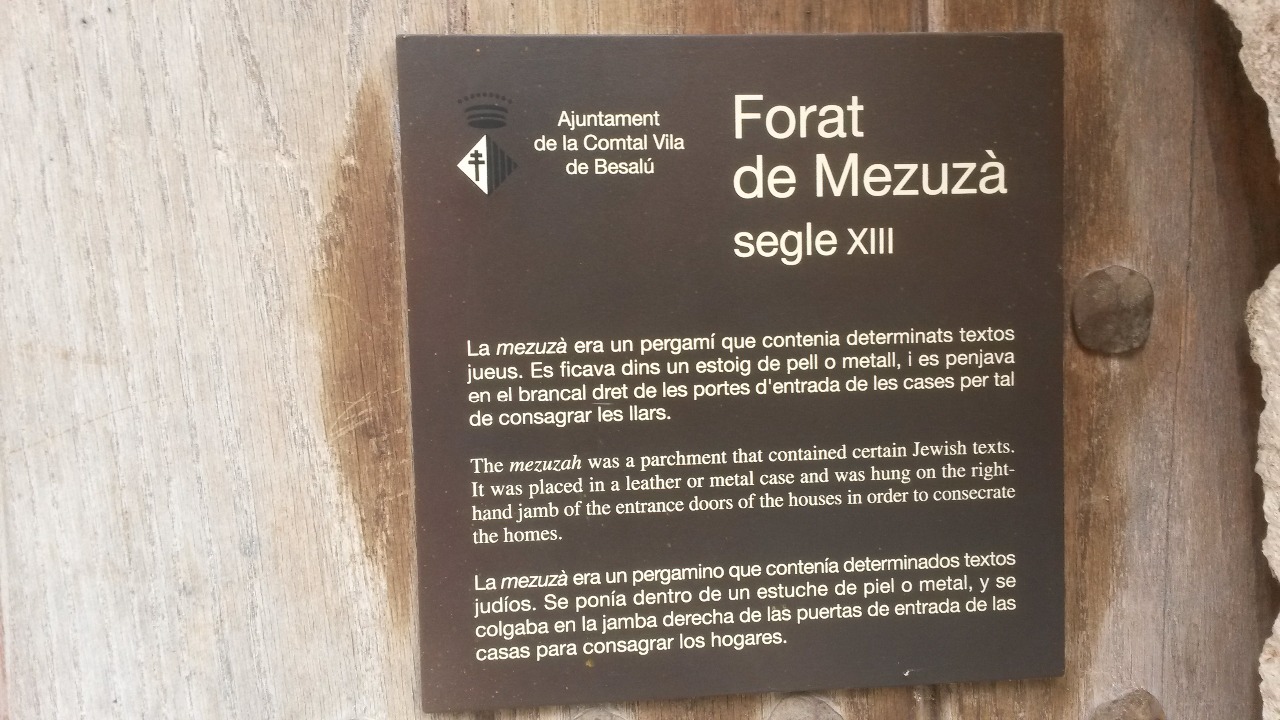 Ajuntament
de la Comtal Vila
de Besalú
Forat
de Mezuzà
segle XIII
La mezuzà era un pergamí que contenia determinats textos
jueus. Es ficava dins un estoig de pell o metall, i es penjava
en el brancal dret de les portes d'entrada de les cases per tal
de consagrar les llars.
The mezuzah was a parchment that contained certain Jewish texts.
It was placed in a leather or metal case and was hung on the right-
hand jamb of the entrance doors of the houses in order to consecrate
the homes.
La mezuzà era un pergamino que contenía determinados textos
judíos. Se ponía dentro de un estuche de piel o metal, y se
colgaba en la jamba derecha de las puertas de entrada de las
casas para consagrar los hogares.